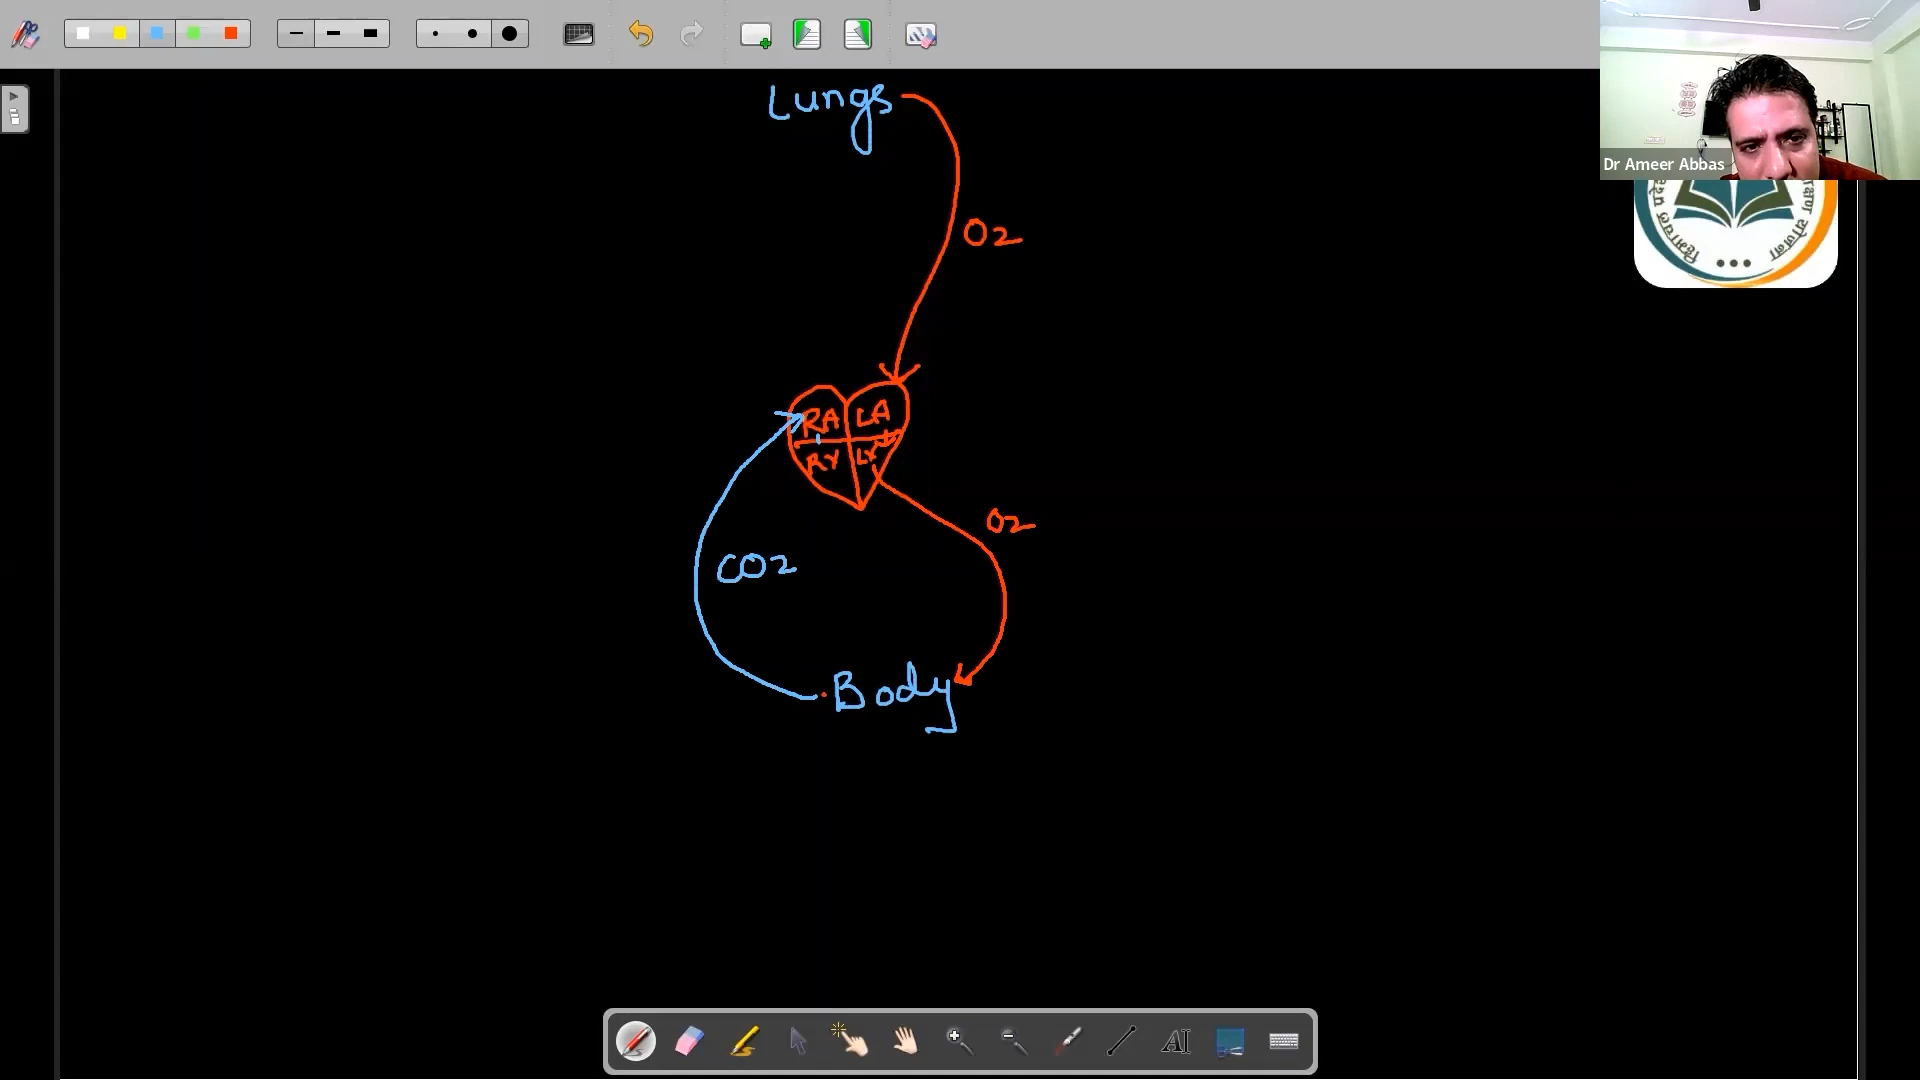 Lungs
Dr Ameer Abbas
O2
RA LA
RV LV
O2
CO2
Body